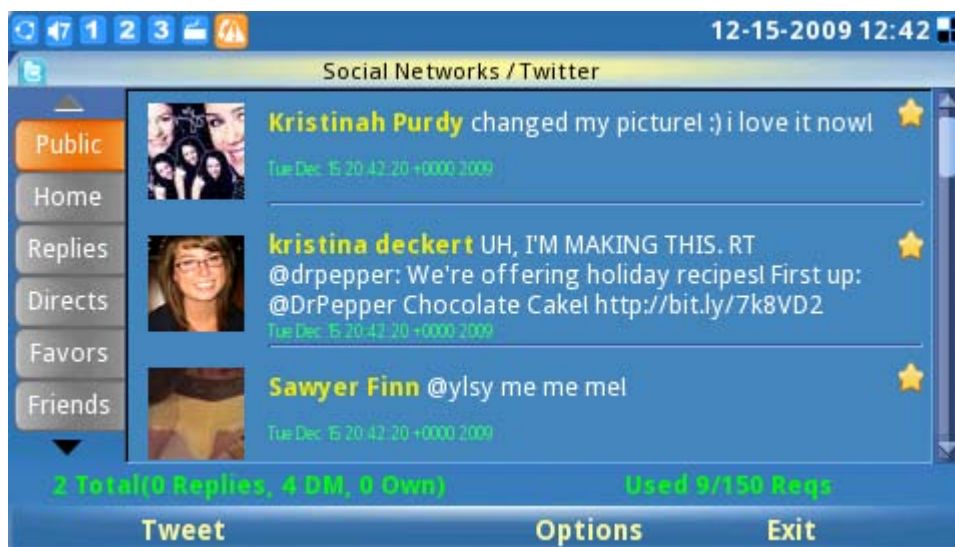 7 1 2 3 12-15-2009 12:42
Social Networks / Twitter
Public
Home
Replies
Directs
Favors
Friends
Kristinah Purdy changed my picture! :) i love it now!
Tue Dec 15 20:42:20 +0000 2009
kristina deckert UH, I'M MAKING THIS. RT
@drpepper: We're offering holiday recipes! First up:
@DrPepper Chocolate Cake! http://bit.ly/7k8VD2
Tue Dec 15 20:42:20 +0000 2009
Sawyer Finn @ylsy me me me!
Tue Dec 15 20:42:20 +0000 2009
2 Total(0 Replies, 4 DM, 0 Own) Used 9/150 Reqs
Tweet Options Exit